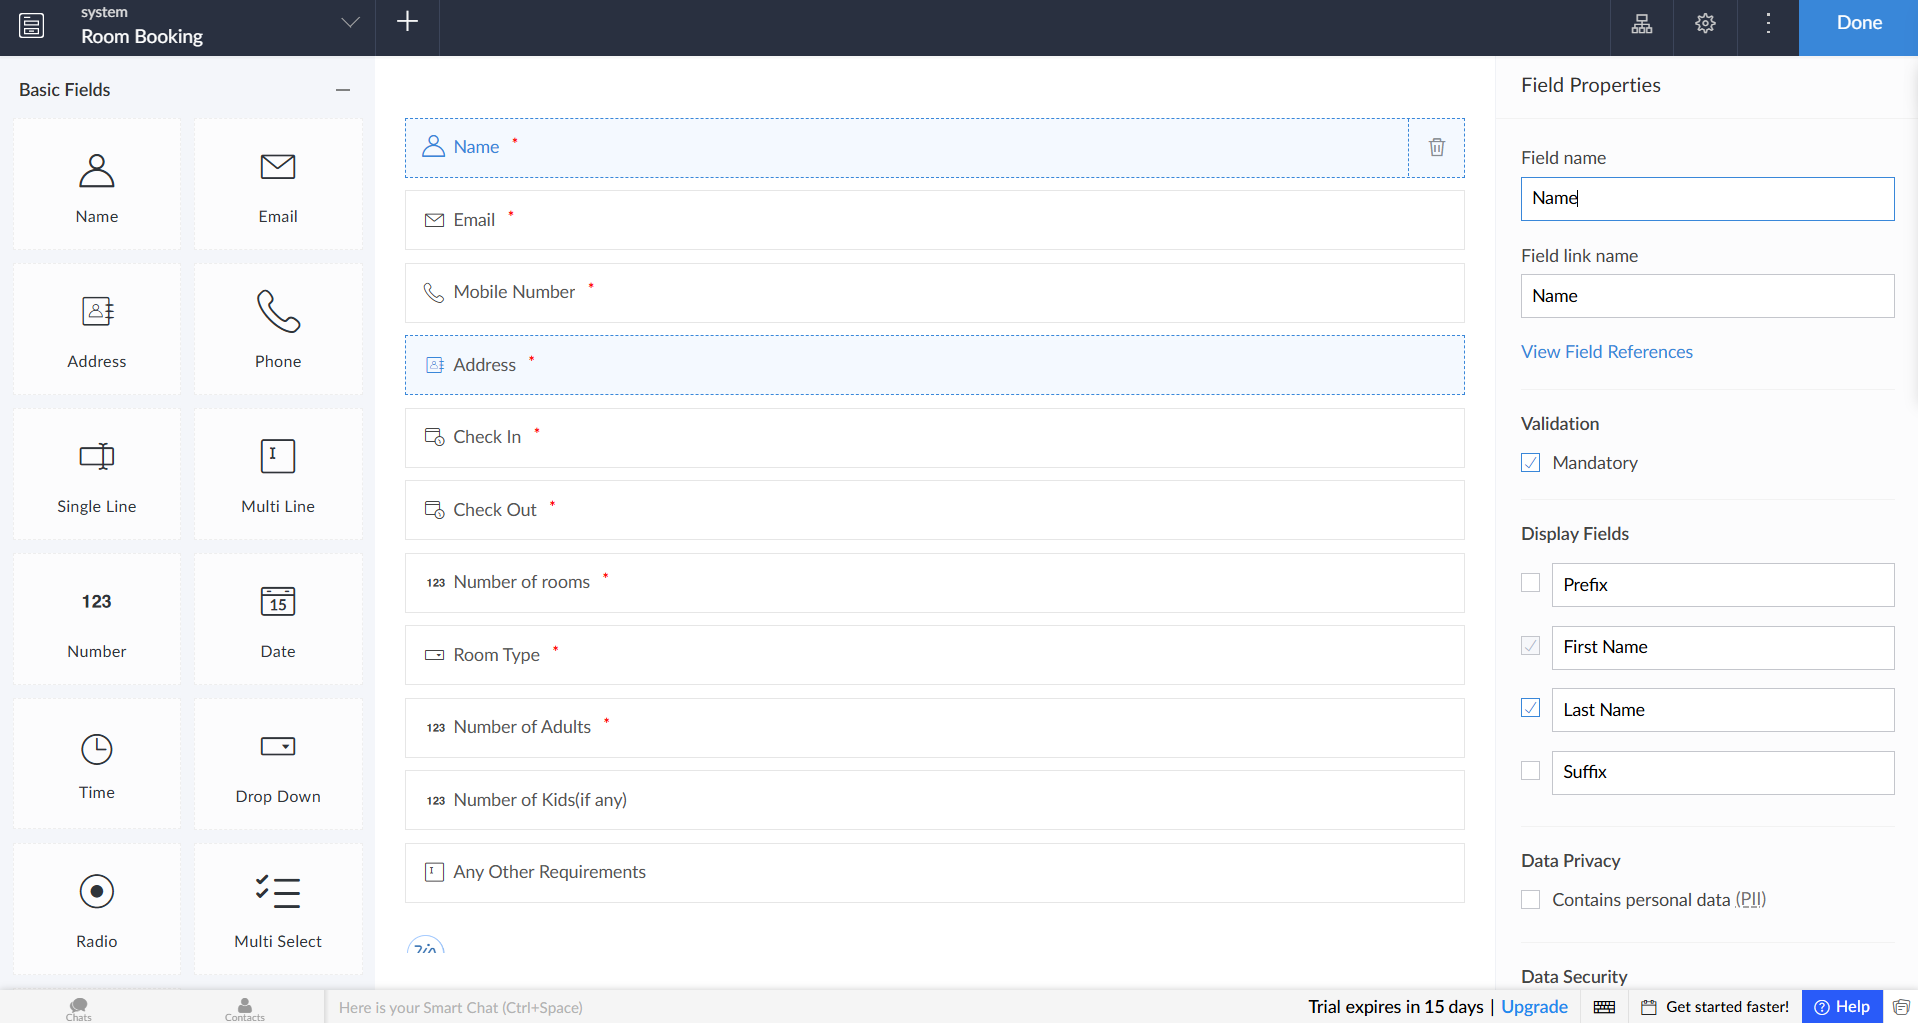 system
Room Booking
Done
Basic Fields
Name
Email
Address
Phone
Single Line
Multi Line
123
Number
15
Date
Time
Drop Down
Radio
Multi Select
Name *
Email *
Mobile Number *
Address *
Check In *
Check Out *
123 Number of rooms *
Room Type *
123 Number of Adults *
123 Number of Kids(if any)
Any Other Requirements
Zia
Field Properties
Field name
Name
Field link name
Name
View Field References
Validation
Mandatory
Display Fields
Prefix
First Name
Last Name
Suffix
Data Privacy
Contains personal data (PII)
Data Security
Chats
Contacts
Here is your Smart Chat (Ctrl+Space)
Trial expires in 15 days | Upgrade
Get started faster!
Help